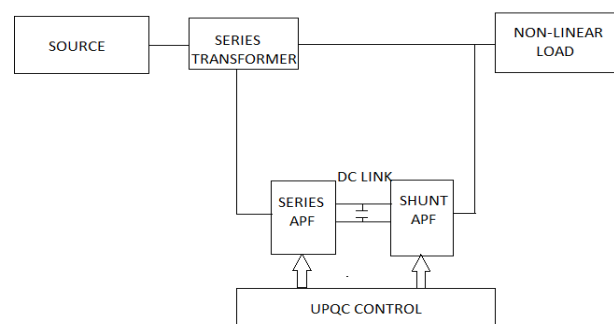 SOURCE
SERIES
TRANSFORMER
NON-LINEAR
LOAD
DC LINK
SERIES
APF
SHUNT
APF
UPQC CONTROL